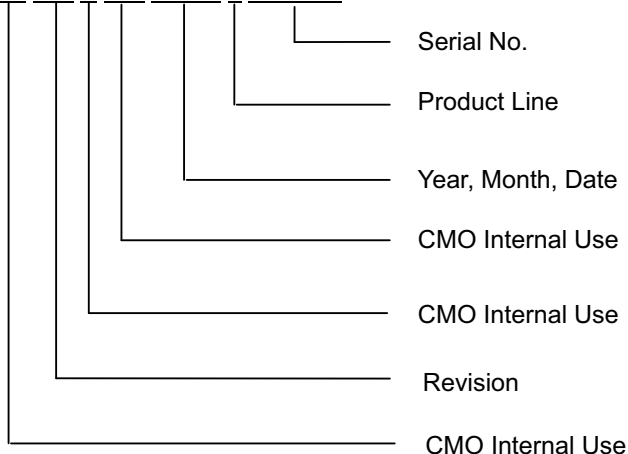 Serial No.
Product Line
Year, Month, Date
CMO Internal Use
CMO Internal Use
Revision
CMO Internal Use